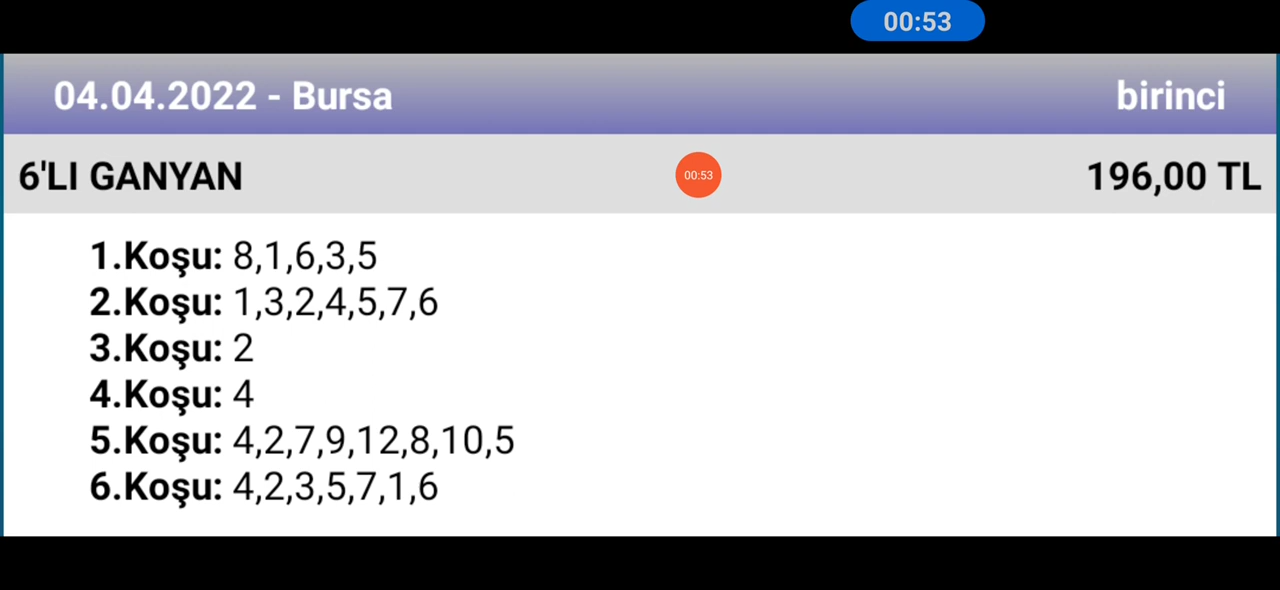 00:53
04.04.2022 - Bursa birinci
6'LI GANYAN 00:53 196,00 TL
1.Koşu: 8,1,6,3,5
2.Koşu: 1,3,2,4,5,7,6
3.Koşu: 2
4.Koşu: 4
5.Koşu: 4,2,7,9,12,8,10,5
6.Koşu: 4,2,3,5,7,1,6